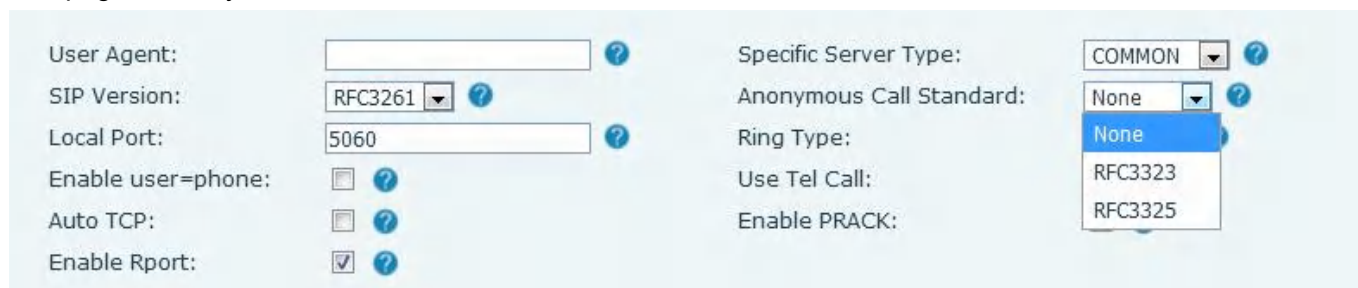 User Agent:
Specific Server Type: COMMON
SIP Version: RFC3261
Anonymous Call Standard: None
Local Port: 5060
Ring Type: None
Enable user=phone:
Use Tel Call: RFC3323
Auto TCP:
Enable PRACK: RFC3325
Enable Rport: